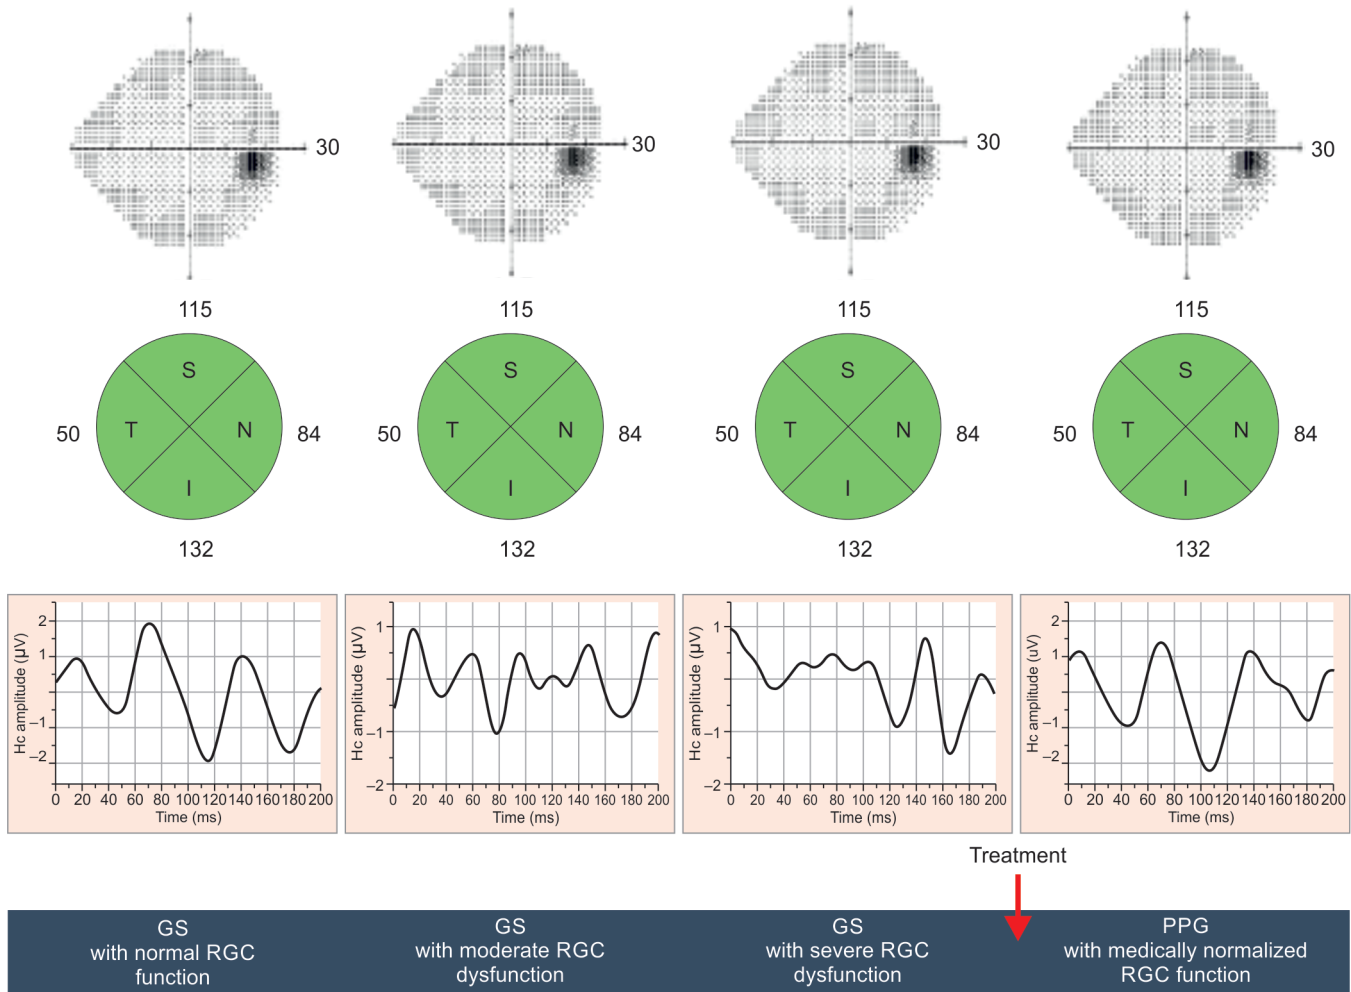 30
30
30
30
115
115
115
115
S
T
N
I
50
84
S
T
N
I
50
84
S
T
N
I
50
84
S
T
N
I
50
84
132
132
132
132
Hc amplitude (µV)
2
1
–1
–2
0 20 40 60 80 100 120 140 160 180 200
Time (ms)
Hc amplitude (µV)
1
–1
–2
0 20 40 60 80 100 120 140 160 180 200
Time (ms)
Hc amplitude (µV)
1
–1
–2
0 20 40 60 80 100 120 140 160 180 200
Time (ms)
Hc amplitude (uV)
2
1
–1
–2
0 20 40 60 80 100 120 140 160 180 200
Time (ms)
Treatment
GS
with normal RGC
function
GS
with moderate RGC
dysfunction
GS
with severe RGC
dysfunction
PPG
with medically normalized
RGC function